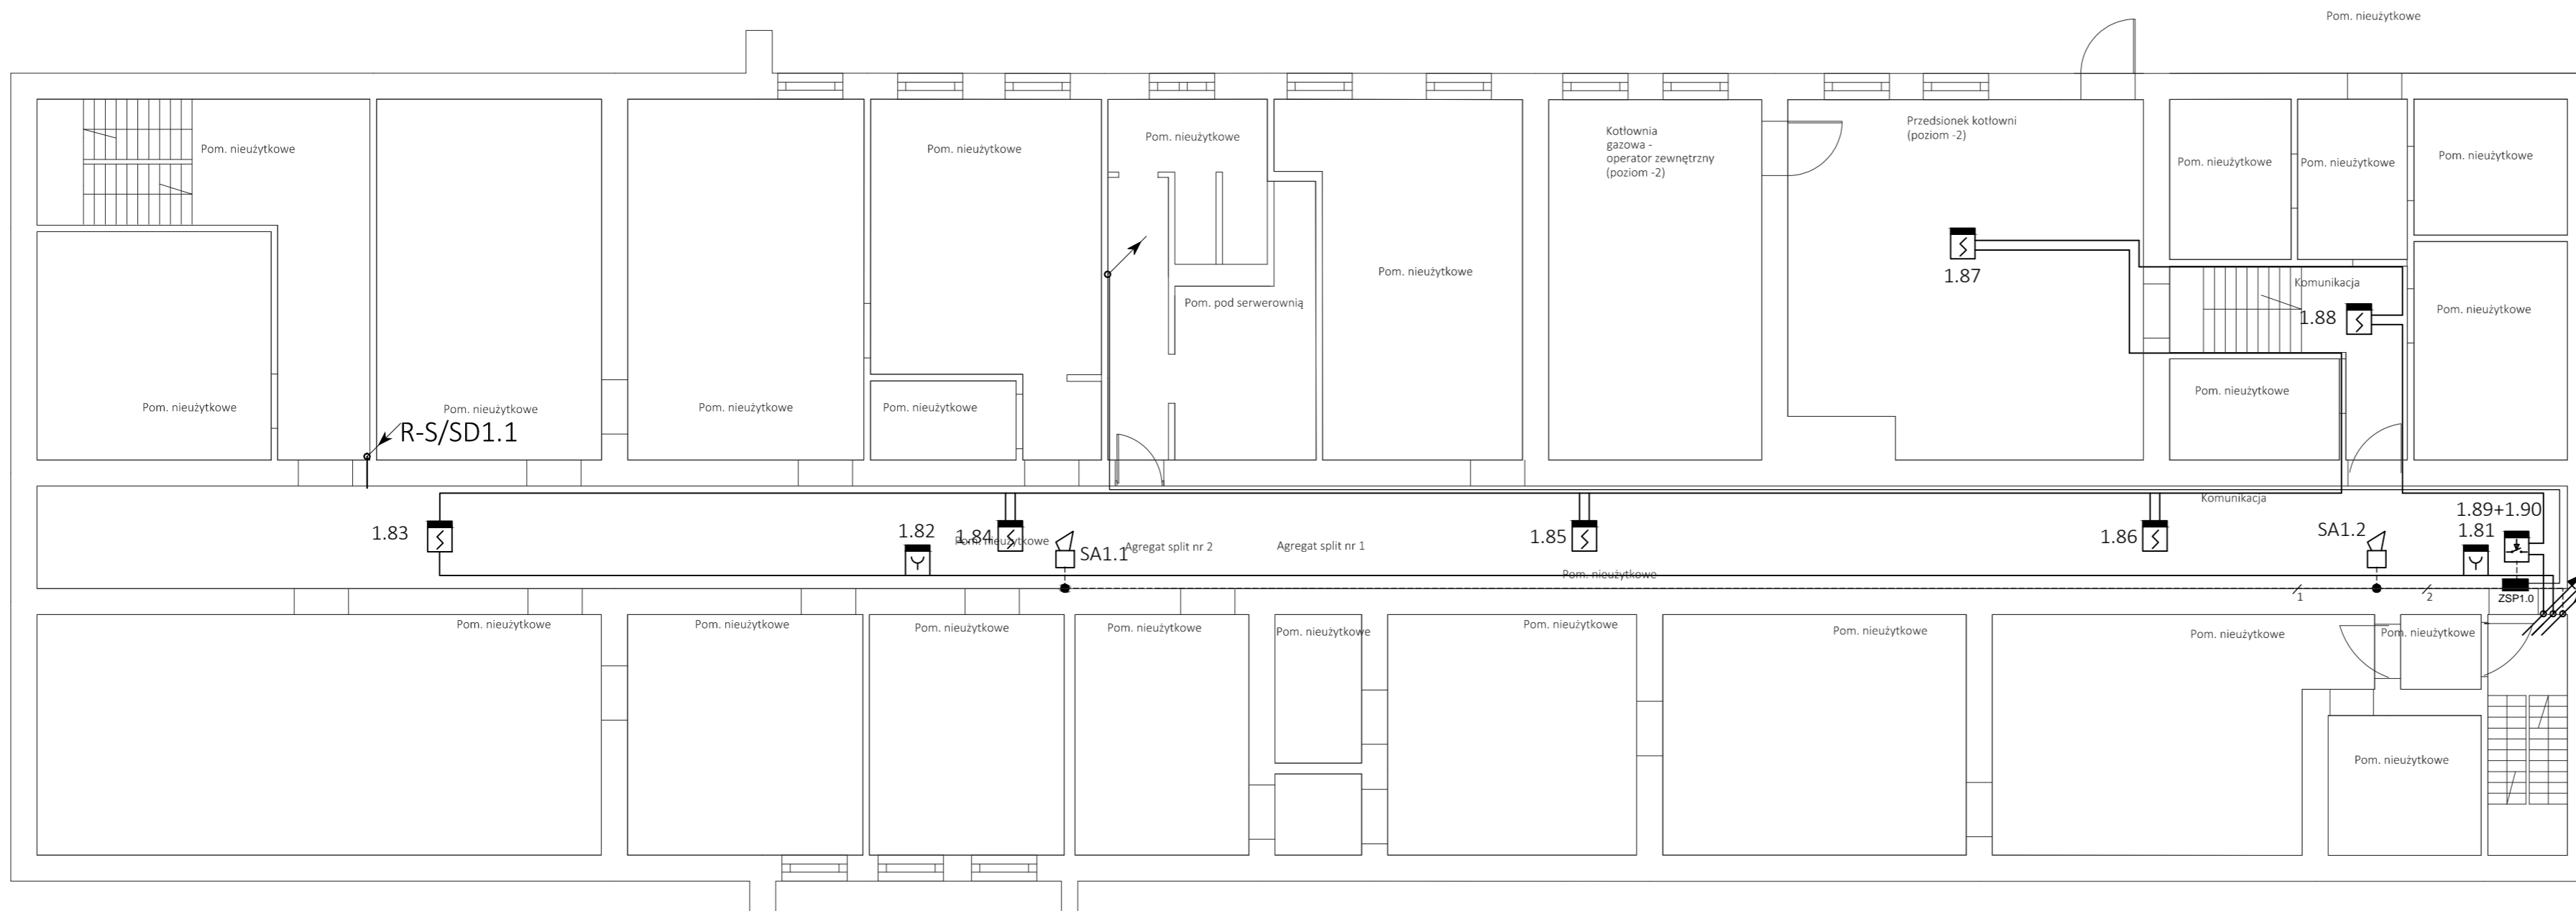 Pom. nieużytkowe
Pom. nieużytkowe
Pom. nieużytkowe
Pom. nieużytkowe
Kotłownia
gazowa -
operator zewnętrzny
(poziom -2)
Przedsionek kotłowni
(poziom -2)
Pom. nieużytkowe
Pom. nieużytkowe
Pom. nieużytkowe
Pom. nieużytkowe
1.87
Komunikacja
1.88
Pom. nieużytkowe
Pom. pod serwerownią
Pom. nieużytkowe
Pom. nieużytkowe
Pom. nieużytkowe
Pom. nieużytkowe
Pom. nieużytkowe
R-S/SD1.1
Komunikacja
1.83
1.82
1.84
Pom. nieużytkowe
SA1.1
Agregat split nr 2
Agregat split nr 1
1.85
Pom. nieużytkowe
1.86
SA1.2
1.89+1.90
1.81
1
2
ZSP1.0
Pom. nieużytkowe
Pom. nieużytkowe
Pom. nieużytkowe
Pom. nieużytkowe
Pom. nieużytkowe
Pom. nieużytkowe
Pom. nieużytkowe
Pom. nieużytkowe
Pom. nieużytkowe
Pom. nieużytkowe
Pom. nieużytkowe